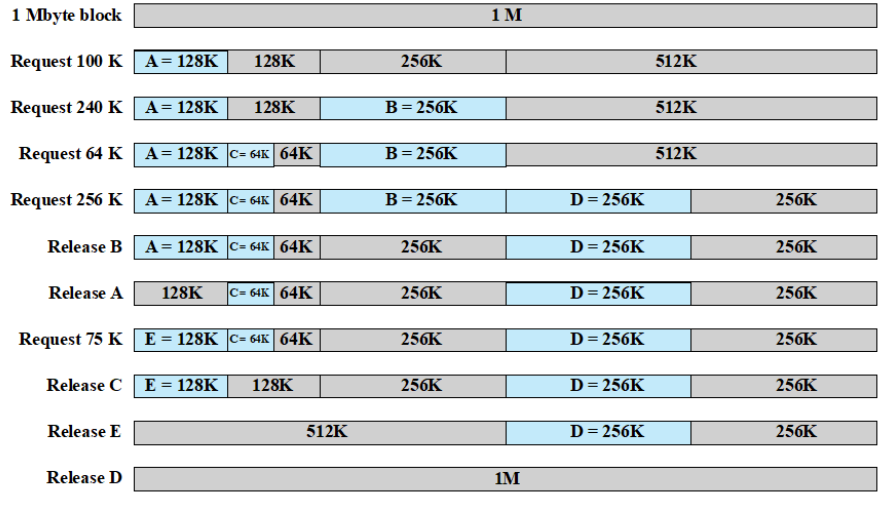 1 Mbyte block 1 M
Request 100 K A = 128K 128K 256K 512K
Request 240 K A = 128K 128K B = 256K 512K
Request 64 K A = 128K C= 64K 64K B = 256K 512K
Request 256 K A = 128K C= 64K 64K B = 256K D = 256K 256K
Release B A = 128K C= 64K 64K 256K D = 256K 256K
Release A 128K C= 64K 64K 256K D = 256K 256K
Request 75 K E = 128K C= 64K 64K 256K D = 256K 256K
Release C E = 128K 128K 256K D = 256K 256K
Release E 512K D = 256K 256K
Release D 1M